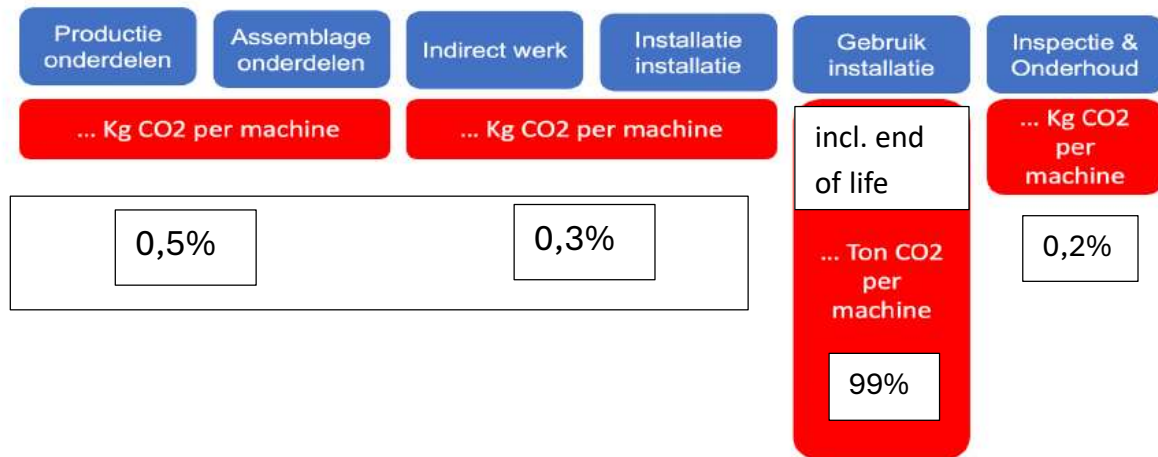 Productie
onderdelen
Assemblage
onderdelen
Indirect werk
Installatie
installatie
Gebruik
installatie
Inspectie &
Onderhoud
... Kg CO2 per machine
... Kg CO2 per machine
incl. end
of life
... Kg CO2
per
machine
0,5%
0,3%
... Ton CO2
per
machine
0,2%
99%